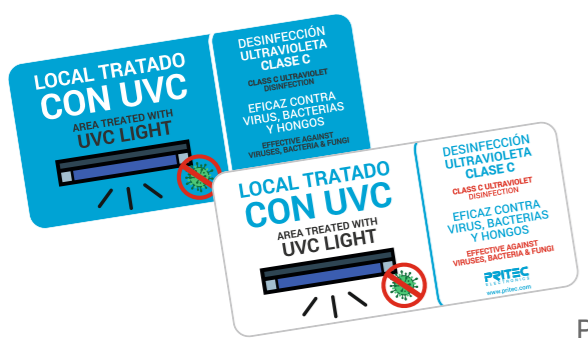 LOCAL TRATADO
CON UVC
AREA TREATED WITH
UVC LIGHT
DESINFECCIÓN
ULTRAVIOLETA
CLASE C
CLASS C ULTRAVIOLET
DISINFECTION
EFICAZ CONTRA
VIRUS, BACTERIAS
Y HONGOS
EFFECTIVE AGAINST
VIRUSES, BACTERIA & FUNGI
LOCAL TRATADO
CON UVC
AREA TREATED WITH
UVC LIGHT
DESINFECCIÓN
ULTRAVIOLETA
CLASE C
CLASS C ULTRAVIOLET
DISINFECTION
EFICAZ CONTRA
VIRUS, BACTERIAS
Y HONGOS
EFFECTIVE AGAINST
VIRUSES, BACTERIA & FUNGI
PRITEC
ELECTRONICS
www.pritec.com
P